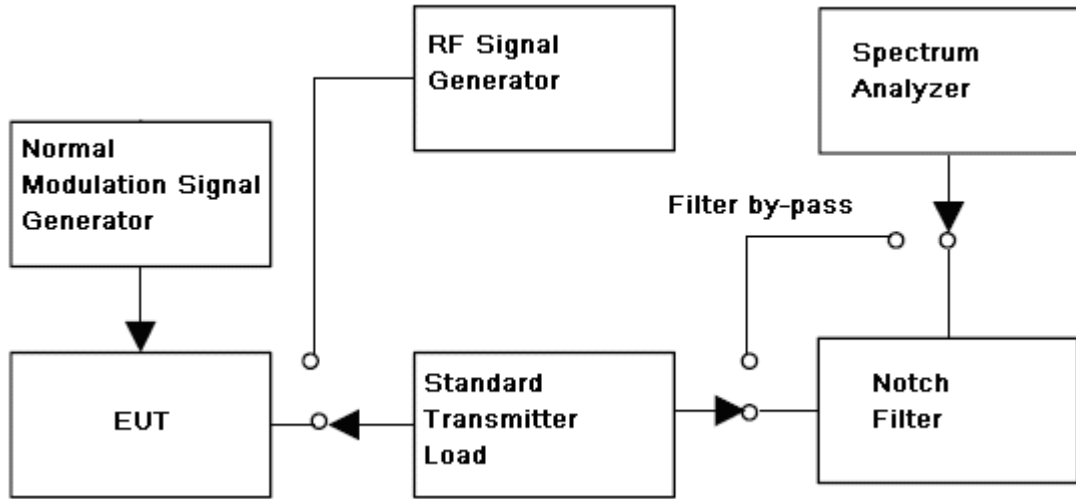 RF Signal
Generator
Spectrum
Analyzer
Normal
Modulation Signal
Generator
Filter by-pass
EUT
Standard
Transmitter
Load
Notch
Filter